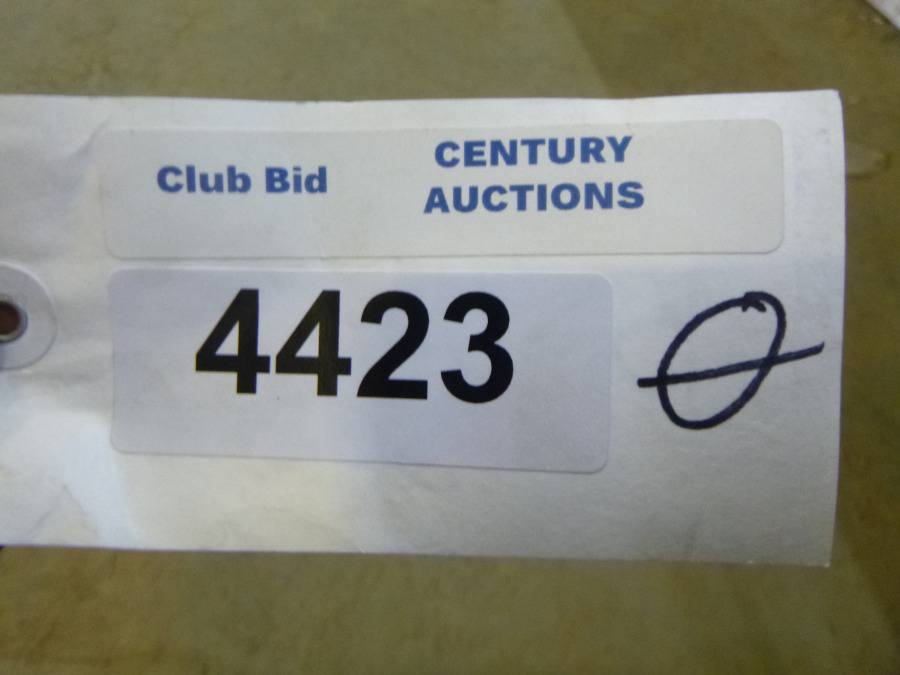 Club Bid
CENTURY
AUCTIONS
4423